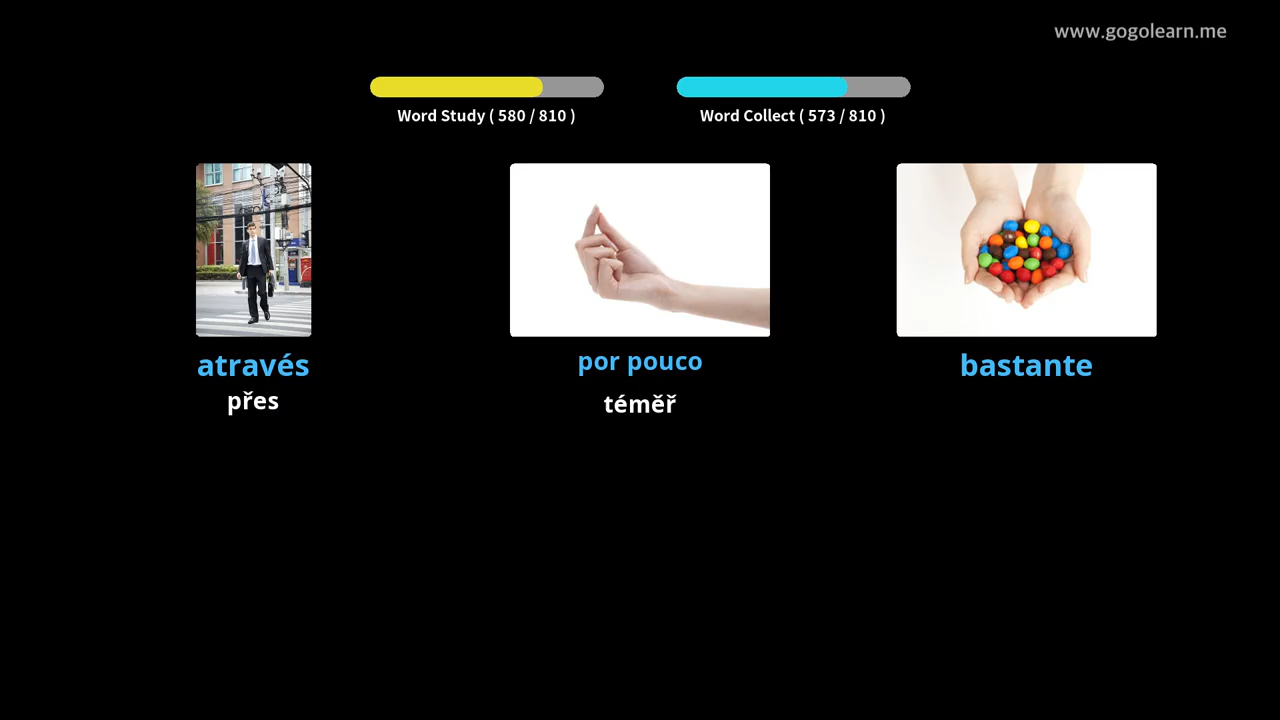 www.gogolearn.me
Word Study ( 580 / 810 )
Word Collect ( 573 / 810 )
através
přes
por pouco
téměř
bastante